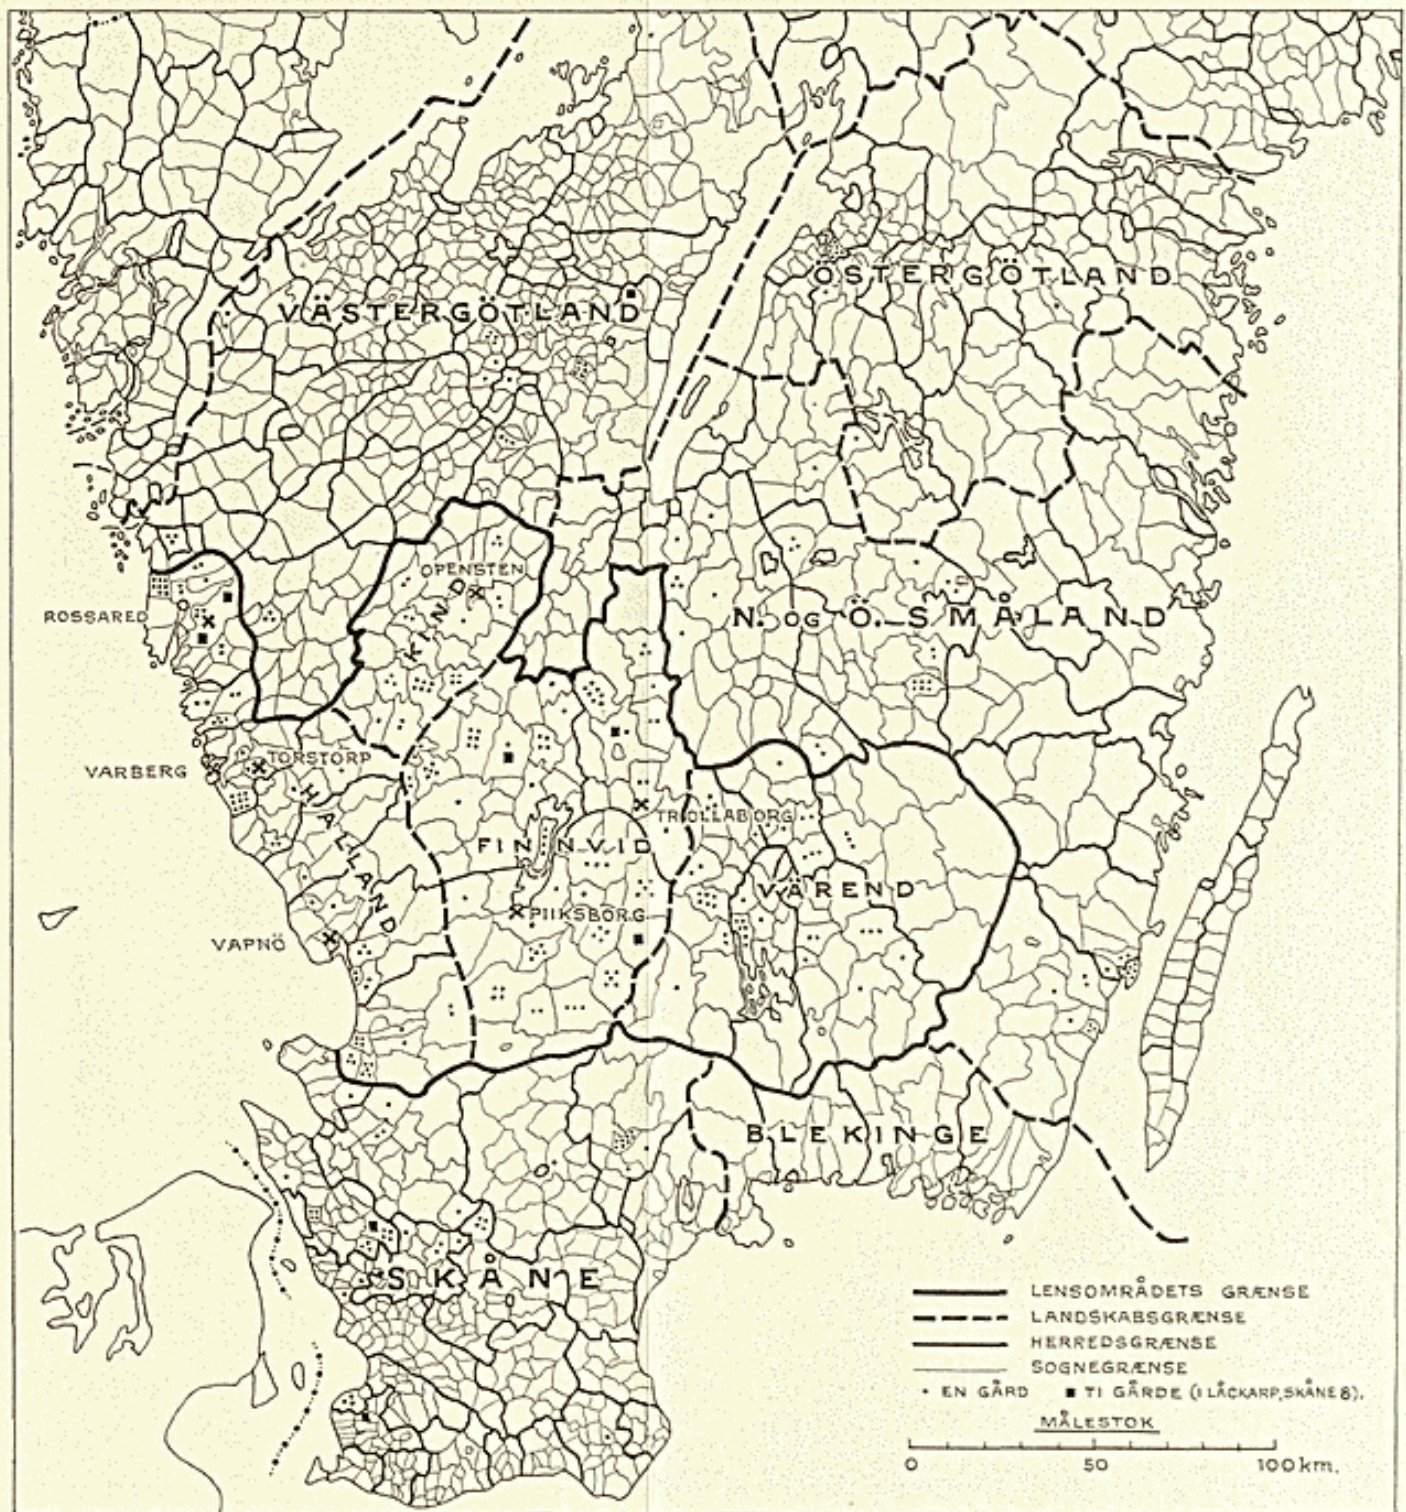 ÖSTERGÖTLAND
VÄSTERGÖTLAND
OPENSTEN
KIND
ROSSARED
N. OG Ö. SMÅLAND
TORSTORP
VARBERG
HALLAND
TROLLABORG
FINNVID
VÄREND
PIIKSBORG
VAPNÖ
BLEKINGE
SKÅNE
LENSOMRÅDETS GRÆNSE
LANDSKABSGRÆNSE
HERREDSGRÆNSE
SOGNEGRÆNSE
• EN GÅRD ■ TI GÅRDE (I LÅCKARP, SKÅNE 8).
MÅLESTOK
0 50 100 km.